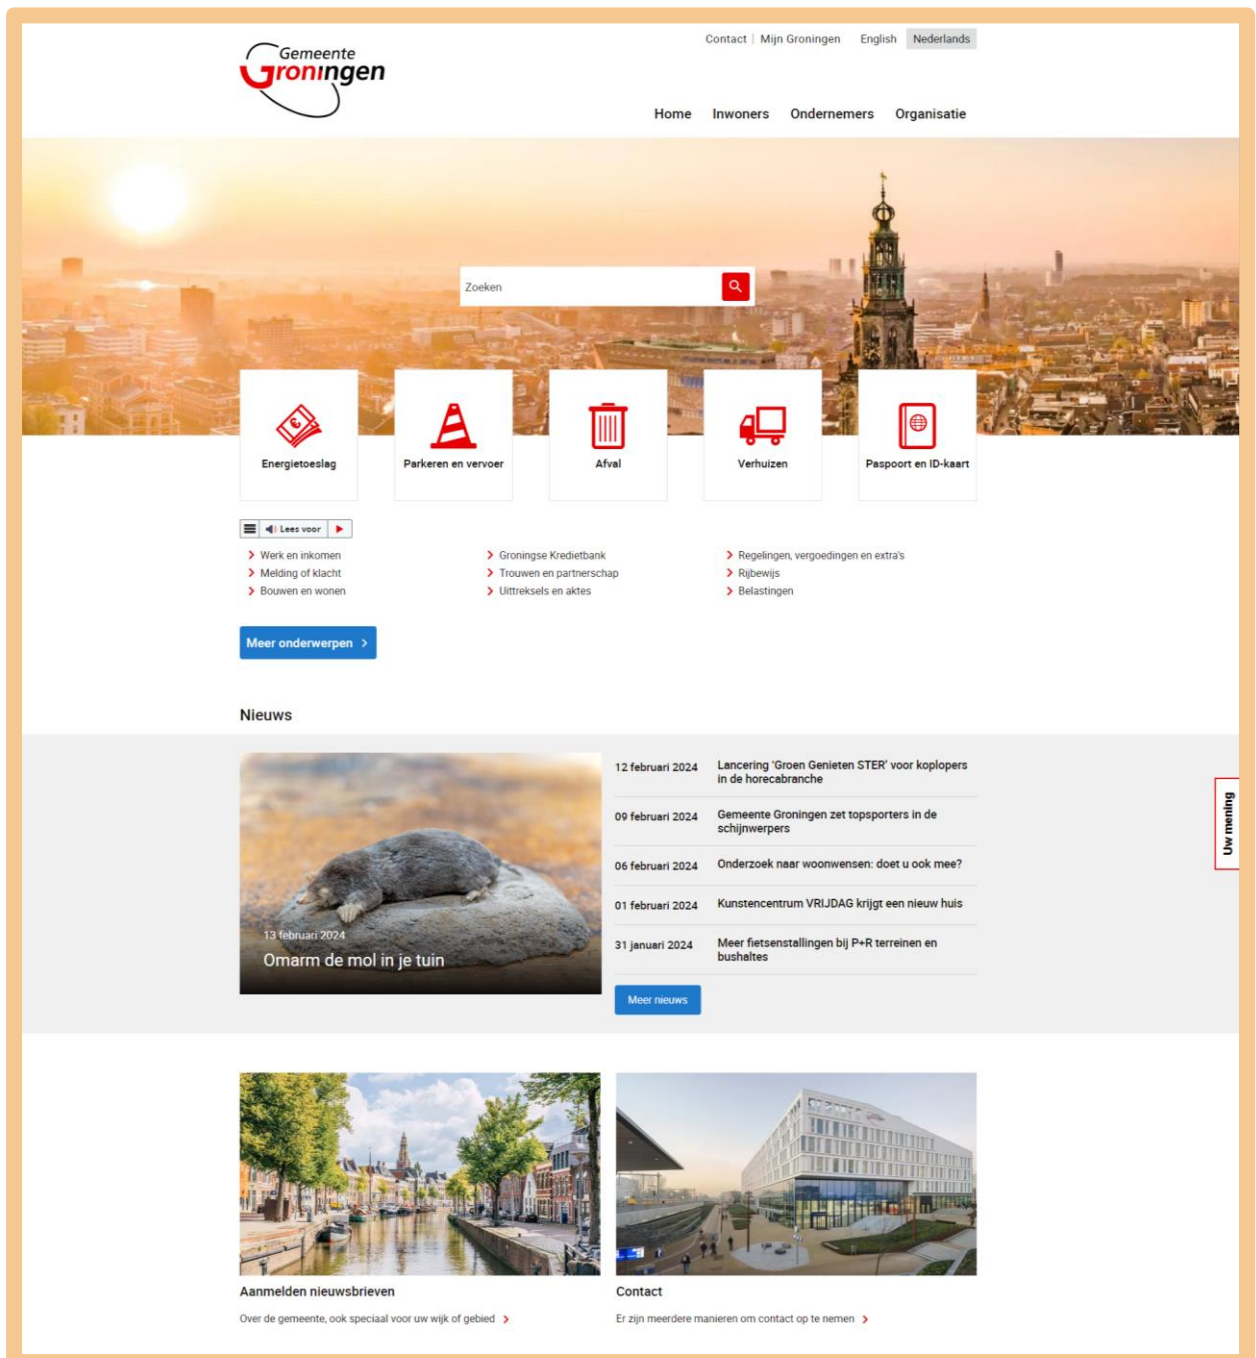 Gemeente
Groningen
Contact | Mijn Groningen English Nederlands
Home Inwoners Ondernemers Organisatie
Zoeken
Energietoeslag
Parkeren en vervoer
Afval
Verhuizen
Paspoort en ID-kaart
Lees voor
Werk en inkomen
Melding of klacht
Bouwen en wonen
Groningse Kredietbank
Trouwen en partnerschap
Uittreksels en aktes
Regelingen, vergoedingen en extra's
Rijbewijs
Belastingen
Meer onderwerpen
Nieuws
13 februari 2024
Omarm de mol in je tuin
12 februari 2024 Lancering ‘Groen Genieten STER’ voor koplopers
in de horecabranche
09 februari 2024 Gemeente Groningen zet topsporters in de
schijnwerpers
06 februari 2024 Onderzoek naar woonwensen: doet u ook mee?
01 februari 2024 Kunstencentrum VRIJDAG krijgt een nieuw huis
31 januari 2024 Meer fietsenstallingen bij P+R terreinen en
bushaltes
Meer nieuws
Uw mening
Aanmelden nieuwsbrieven
Over de gemeente, ook speciaal voor uw wijk of gebied
Contact
Er zijn meerdere manieren om contact op te nemen